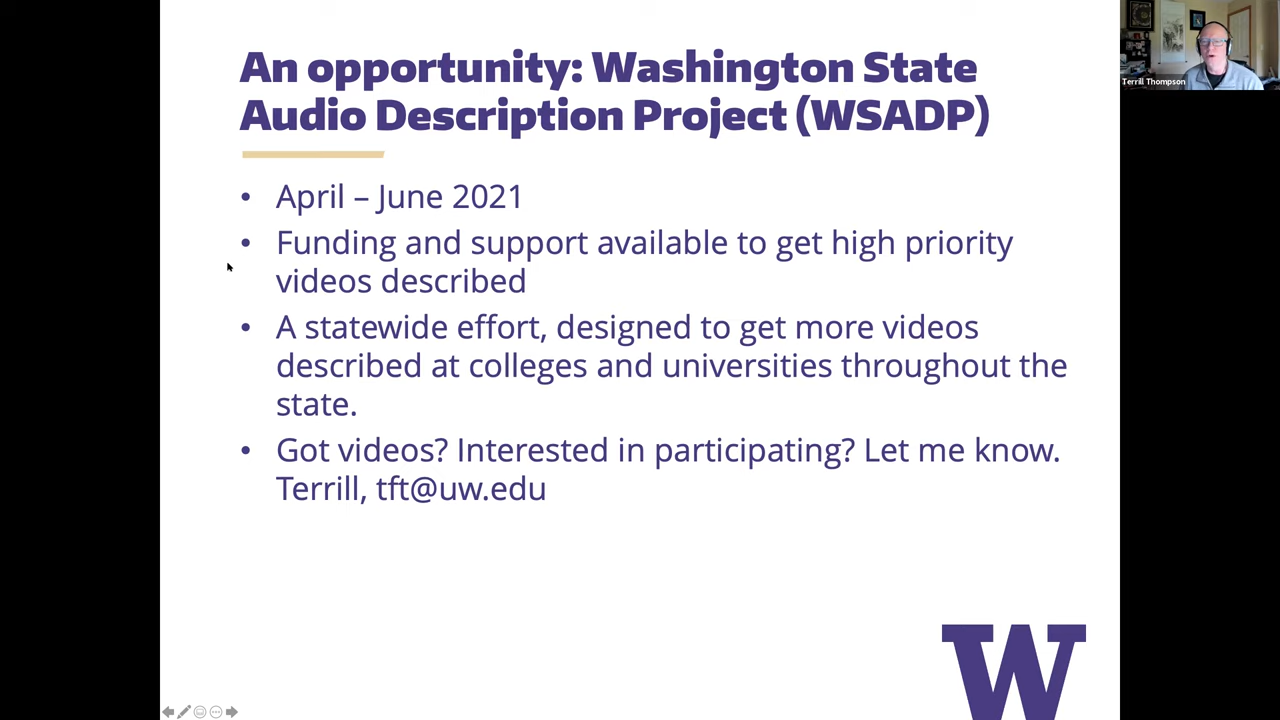 An opportunity: Washington State
Audio Description Project (WSADP)
Terrill Thompson
• April – June 2021
• Funding and support available to get high priority
videos described
• A statewide effort, designed to get more videos
described at colleges and universities throughout the
state.
• Got videos? Interested in participating? Let me know.
Terrill, tft@uw.edu
W